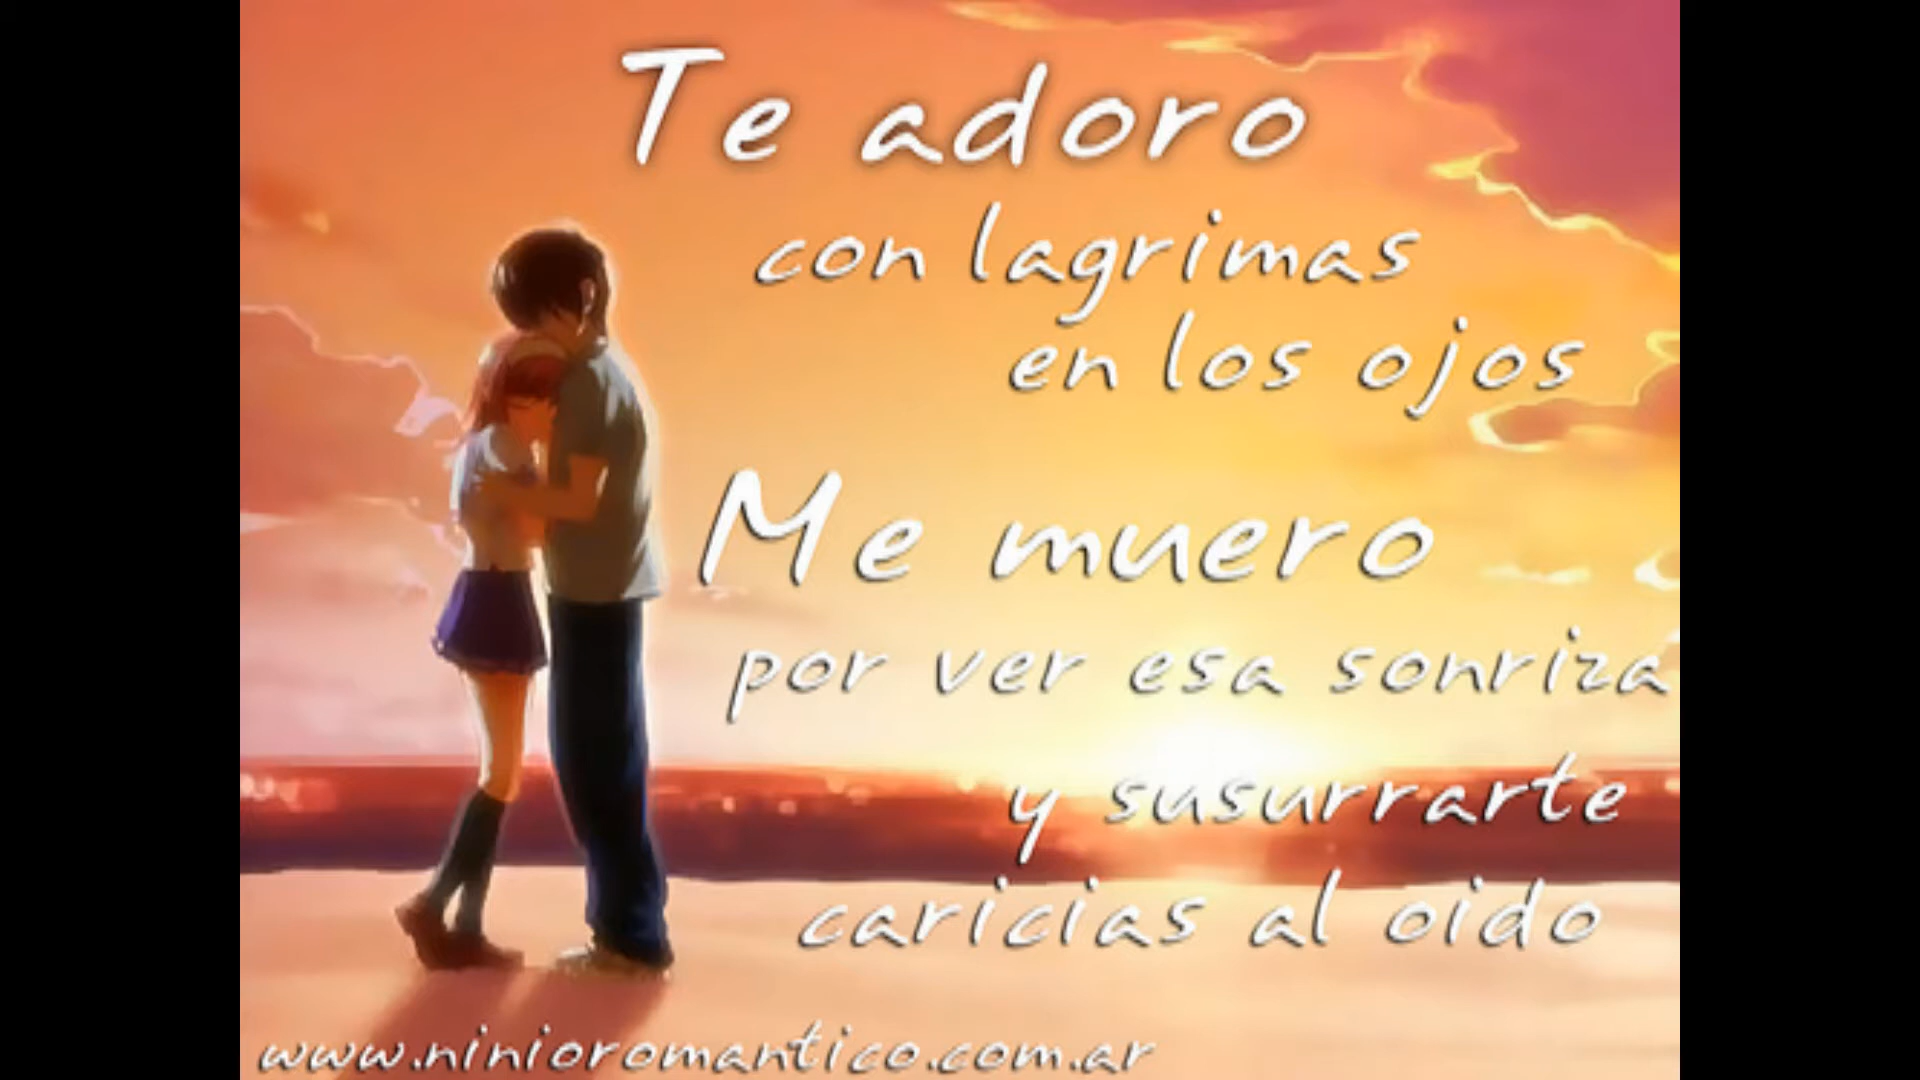 Te adoro
con lagrimas
en los ojos
Me muero
por ver esa sonriza
y susurrarte
caricias al oido
www.ninioromantico.com.ar